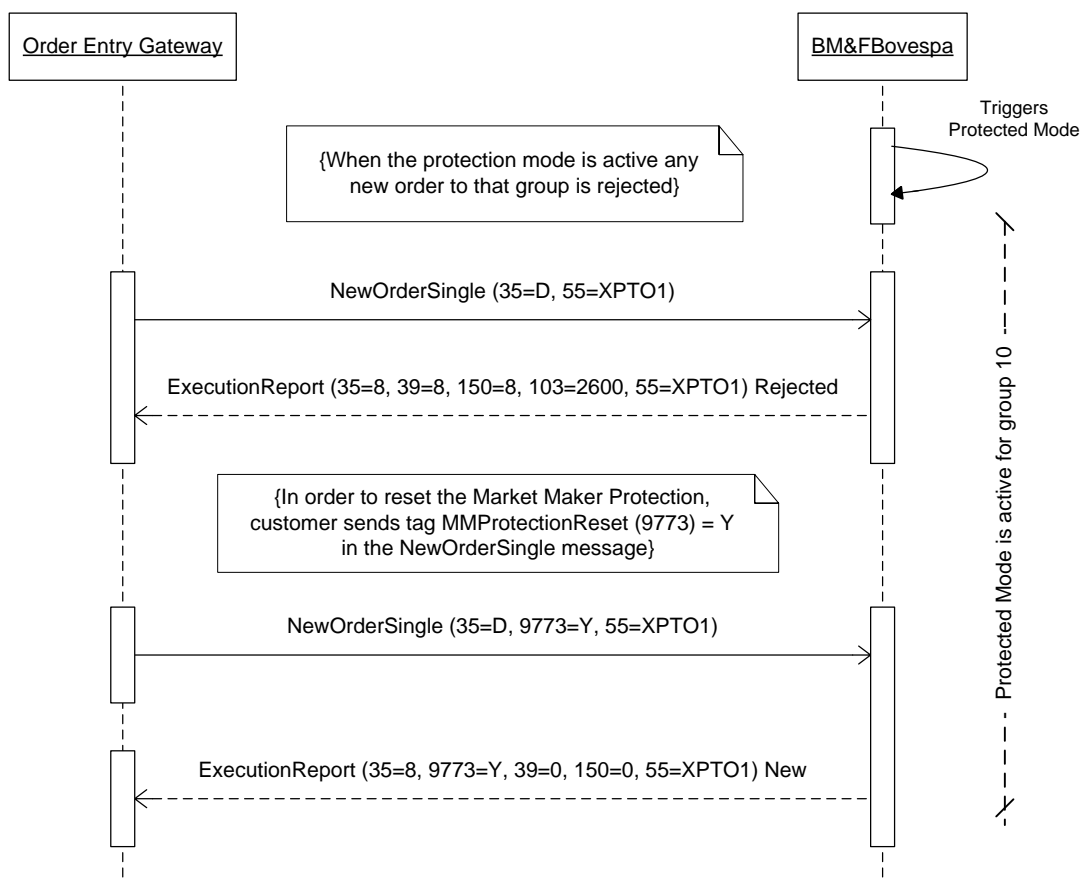 Order Entry Gateway
BM&FBovespa
Triggers
Protected Mode
{When the protection mode is active any
new order to that group is rejected}
NewOrderSingle (35=D, 55=XPTO1)
ExecutionReport (35=8, 39=8, 150=8, 103=2600, 55=XPTO1) Rejected
{In order to reset the Market Maker Protection,
customer sends tag MMProtectionReset (9773) = Y
in the NewOrderSingle message}
NewOrderSingle (35=D, 9773=Y, 55=XPTO1)
ExecutionReport (35=8, 9773=Y, 39=0, 150=0, 55=XPTO1) New
Protected Mode is active for group 10